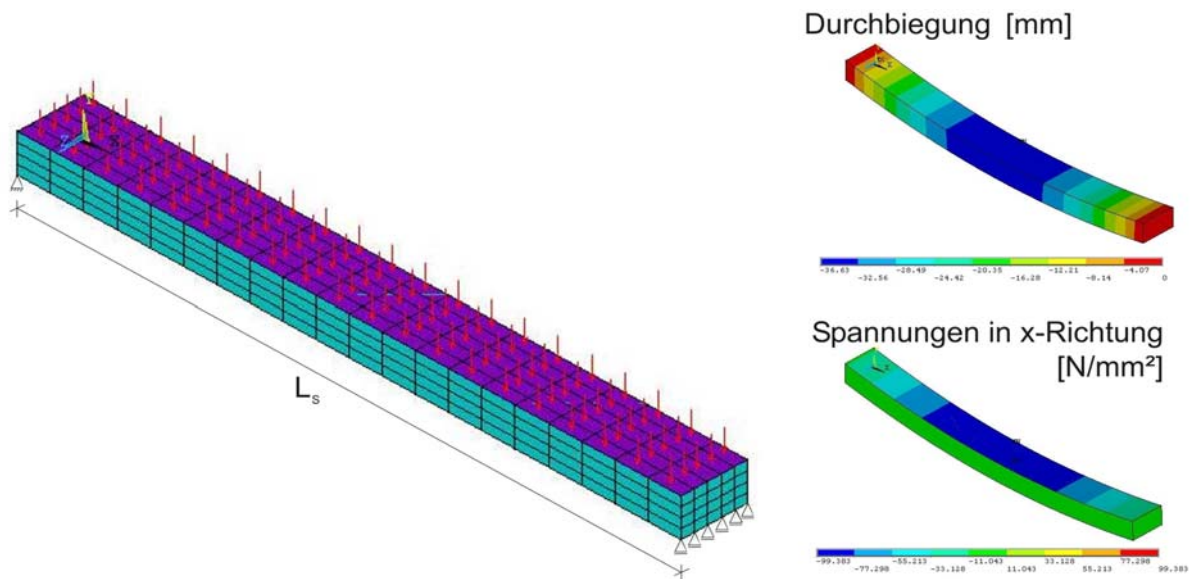 Durchbiegung [mm]
-36.63 -28.49 -20.35 -12.21 -4.07
-32.56 -24.42 -16.28 -8.14 0
L s
Spannungen in x-Richtung
[N/mm²]
-99.383 -55.213 -11.043 33.128 77.298
-77.298 -33.128 11.043 55.213 99.383